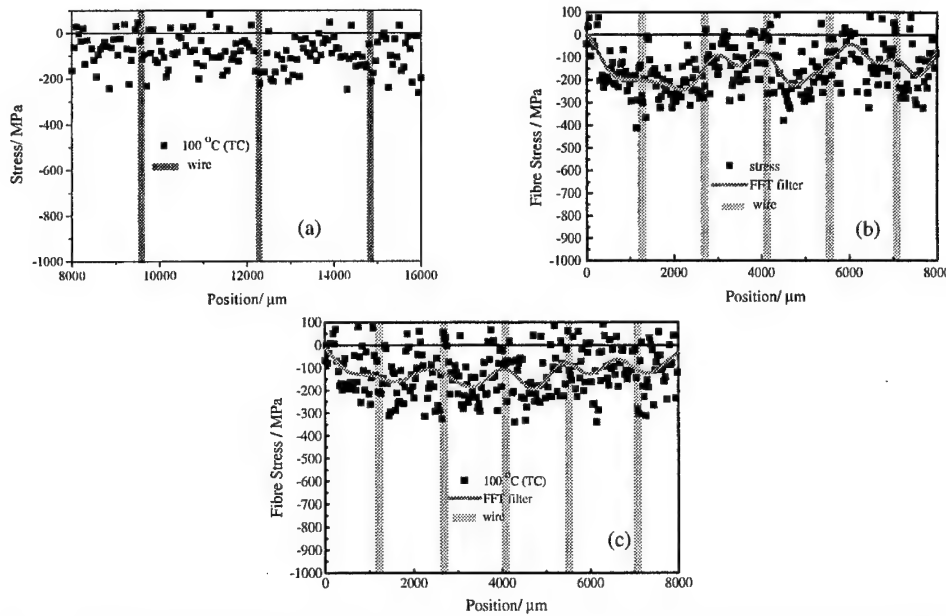 0
-200
-400
-600
-800
-1000
Stress/ MPa
100 °C (TC)
wire
(a)
8000 10000 12000 14000 16000
Position/ µm
100
0
-100
-200
-300
-400
-500
-600
-700
-800
-900
-1000
Fibre Stress / MPa
stress
FFT filter
wire
(b)
0 2000 4000 6000 8000
Position/ µm
100
0
-100
-200
-300
-400
-500
-600
-700
-800
-900
-1000
Fibre Stress / MPa
100 °C (TC)
FFT filter
wire
(c)
0 2000 4000 6000 8000
Position/ µm